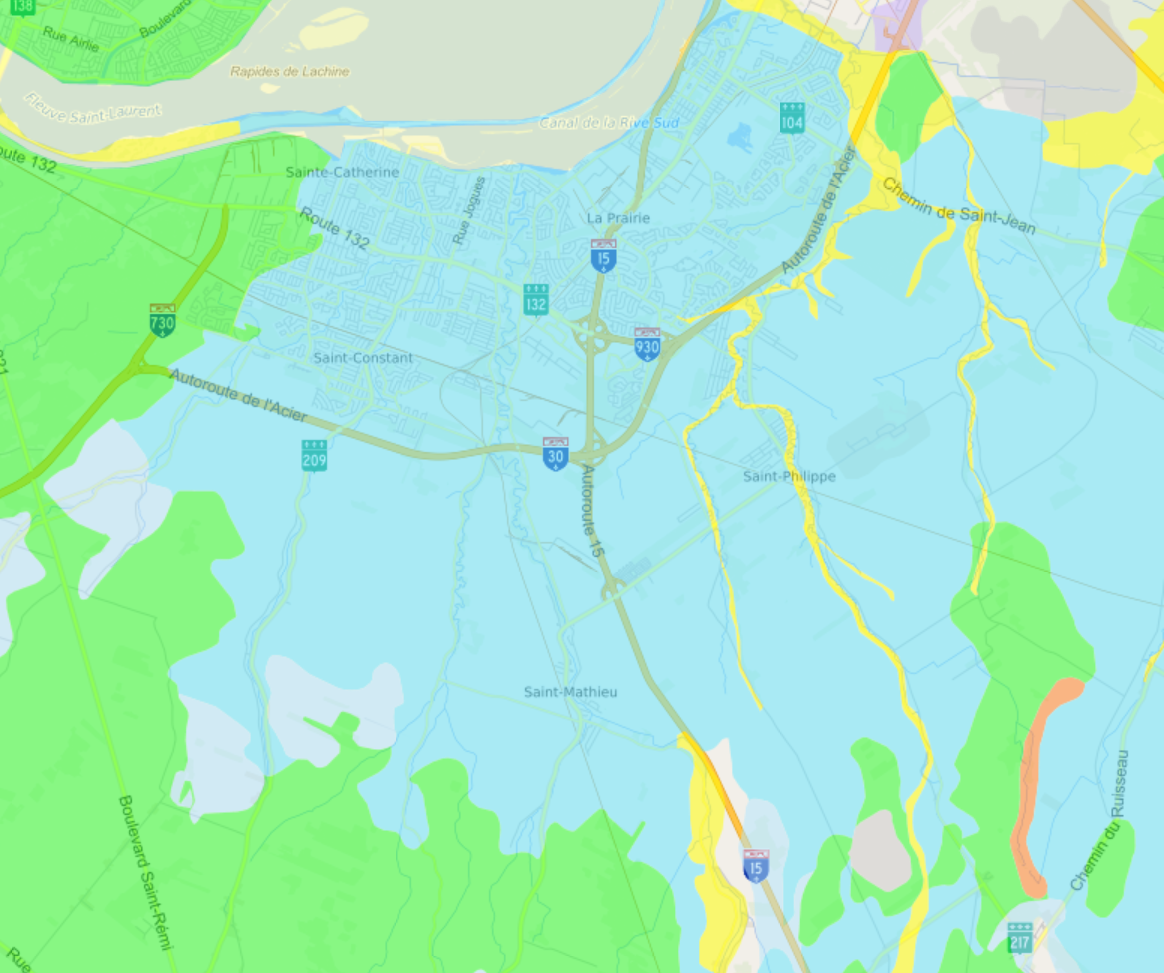 138
Rue Airlie
Boulevard
Rapides de Lachine
Fleuve Saint-Laurent
Canal de la Rive Sud
104
oute 132
Sainte-Catherine
Rue Jogues
Route 132
La Prairie
Autoroute de l'Acier
Chemin de Saint-Jean
15
132
730
930
Saint-Constant
Autoroute de l'Acier
209
30
Saint-Philippe
Autoroute 15
Saint-Mathieu
Boulevard Saint-Rémi
15
Chemin du Ruisseau
217
Rue